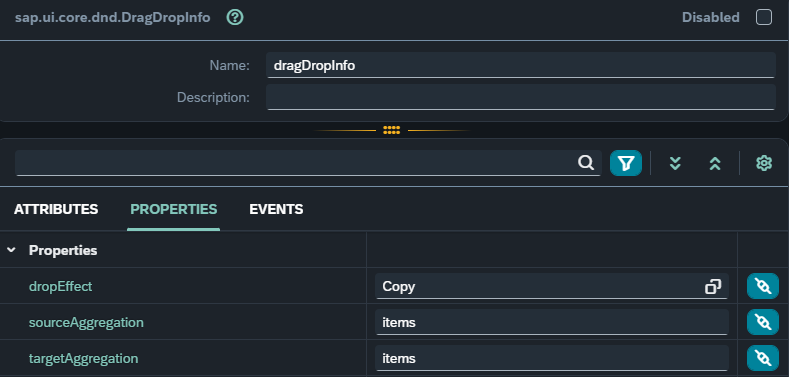 sap.ui.core.dnd.DragDropInfo Disabled
Name: dragDropInfo
Description:
ATTRIBUTES PROPERTIES EVENTS
Properties
dropEffect Copy
sourceAggregation items
targetAggregation items